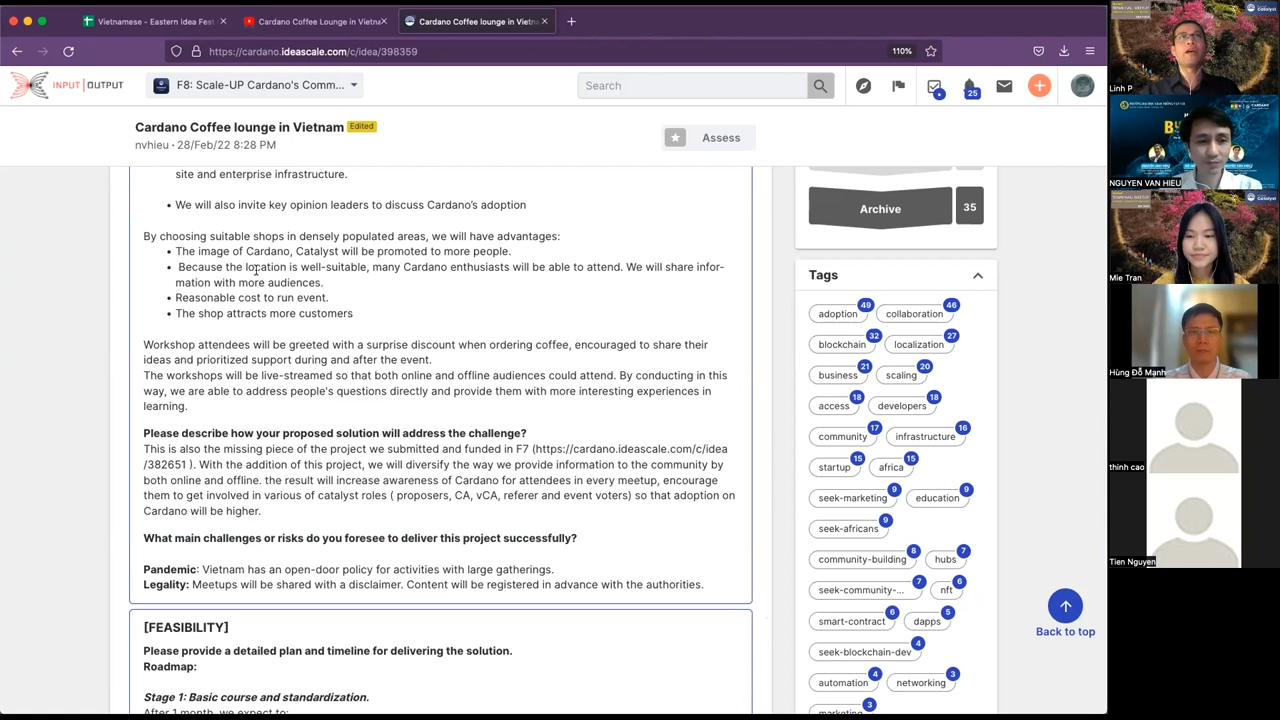 Vietnamese - Eastern Idea Fest
Cardano Coffee Lounge in Vietna
Cardano Coffee lounge in Vietn
https://cardano.ideascale.com/c/idea/398359
110%
INPUT | OUTPUT
F8: Scale-UP Cardano's Comm...
Search
25
Cardano Coffee lounge in Vietnam Edited
nvhieu · 28/Feb/22 8:28 PM
Assess
site and enterprise infrastructure.
• We will also invite key opinion leaders to discuss Cardano's adoption
By choosing suitable shops in densely populated areas, we will have advantages:
• The image of Cardano, Catalyst will be promoted to more people.
• Because the location is well-suitable, many Cardano enthusiasts will be able to attend. We will share infor-
mation with more audiences.
• Reasonable cost to run event.
• The shop attracts more customers
Workshop attendees will be greeted with a surprise discount when ordering coffee, encouraged to share their
ideas and prioritized support during and after the event.
The workshow till be live-streamed so that both online and offline audiences could attend. By conducting in this
way, we are able to address people's questions directly and provide them with more interesting experiences in
learning.
Please describe how your proposed solution will address the challenge?
This is also the missing piece of the project we submitted and funded in F7 (https://cardano.ideascale.com/c/idea
/382651 ). With the addition of this project, we will diversify the way we provide information to the community by
both online and offline. the result will increase awareness of Cardano for attendees in every meetup, encourage
them to get involved in various of catalyst roles ( proposers, CA, vCA, referer and event voters) so that adoption on
Cardano will be higher.
What main challenges or risks do you foresee to deliver this project successfully?
Pandemic: Vietnam has an open-door policy for activities with large gatherings.
Legality: Meetups will be shared with a disclaimer. Content will be registered in advance with the authorities.
[FEASIBILITY]
Please provide a detailed plan and timeline for delivering the solution.
Roadmap:
Stage 1: Basic course and standardization.
After 1 month, we expect to:
Archive 35
Tags
adoption 49
collaboration 46
blockchain 32
localization 27
business 21
scaling 20
access 18
developers 18
community 17
infrastructure 16
startup 15
africa 15
seek-marketing 9
education 9
seek-africans 9
community-building 8
hubs 7
seek-community-... 7
nft 6
smart-contract 6
dapps 5
seek-blockchain-dev 4
automation 4
networking 3
marketing 3
Back to top
Linh P
NGUYEN VAN HIEU
Mie Tran
Hùng Đỗ Mạnh
thinh cao
Tien Nguyen